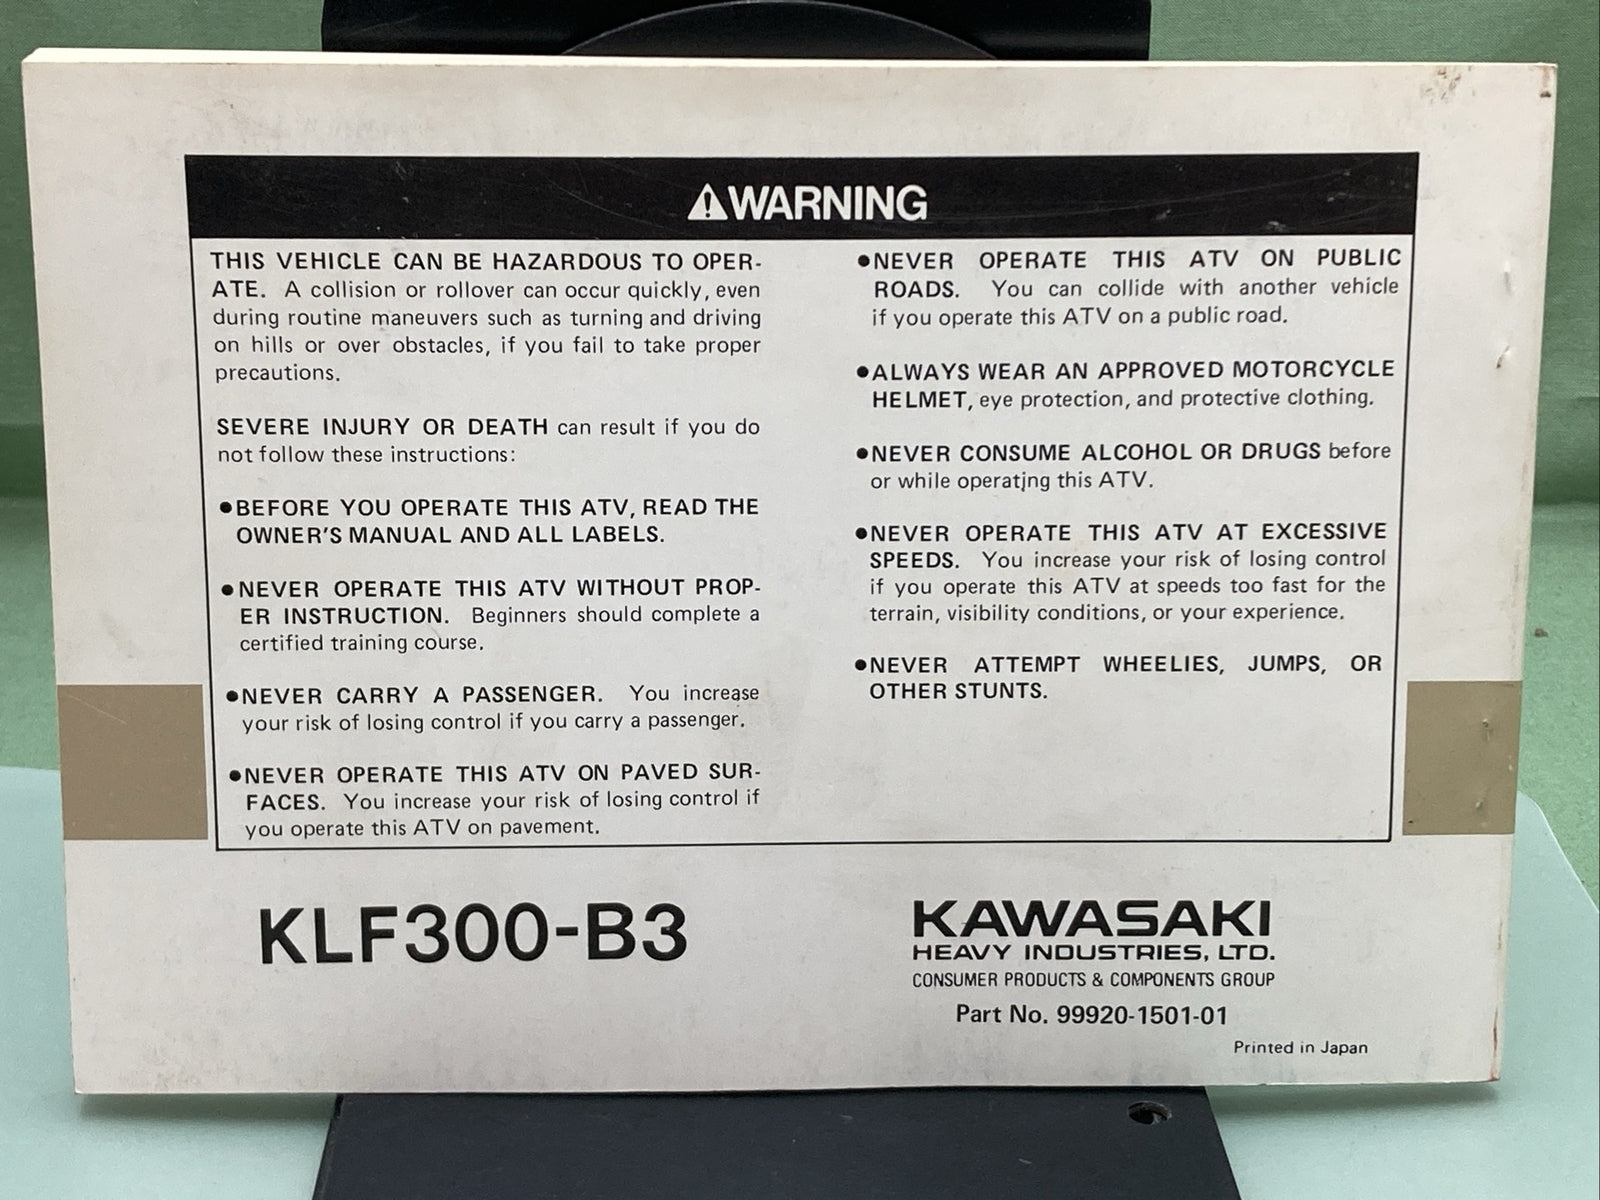 ⚠WARNING
THIS VEHICLE CAN BE HAZARDOUS TO OPER-
ATE. A collision or rollover can occur quickly, even
during routine maneuvers such as turning and driving
on hills or over obstacles, if you fail to take proper
precautions.
SEVERE INJURY OR DEATH can result if you do
not follow these instructions:
●BEFORE YOU OPERATE THIS ATV, READ THE
OWNER'S MANUAL AND ALL LABELS.
●NEVER OPERATE THIS ATV WITHOUT PROP-
ER INSTRUCTION. Beginners should complete a
certified training course.
●NEVER CARRY A PASSENGER. You increase
your risk of losing control if you carry a passenger.
●NEVER OPERATE THIS ATV ON PAVED SUR-
FACES. You increase your risk of losing control if
you operate this ATV on pavement.
●NEVER OPERATE THIS ATV ON PUBLIC
ROADS. You can collide with another vehicle
if you operate this ATV on a public road.
●ALWAYS WEAR AN APPROVED MOTORCYCLE
HELMET, eye protection, and protective clothing.
●NEVER CONSUME ALCOHOL OR DRUGS before
or while operating this ATV.
●NEVER OPERATE THIS ATV AT EXCESSIVE
SPEEDS. You increase your risk of losing control
if you operate this ATV at speeds too fast for the
terrain, visibility conditions, or your experience.
●NEVER ATTEMPT WHEELIES, JUMPS, OR
OTHER STUNTS.
KLF300-B3
KAWASAKI
HEAVY INDUSTRIES, LTD.
CONSUMER PRODUCTS & COMPONENTS GROUP
Part No. 99920-1501-01
Printed in Japan